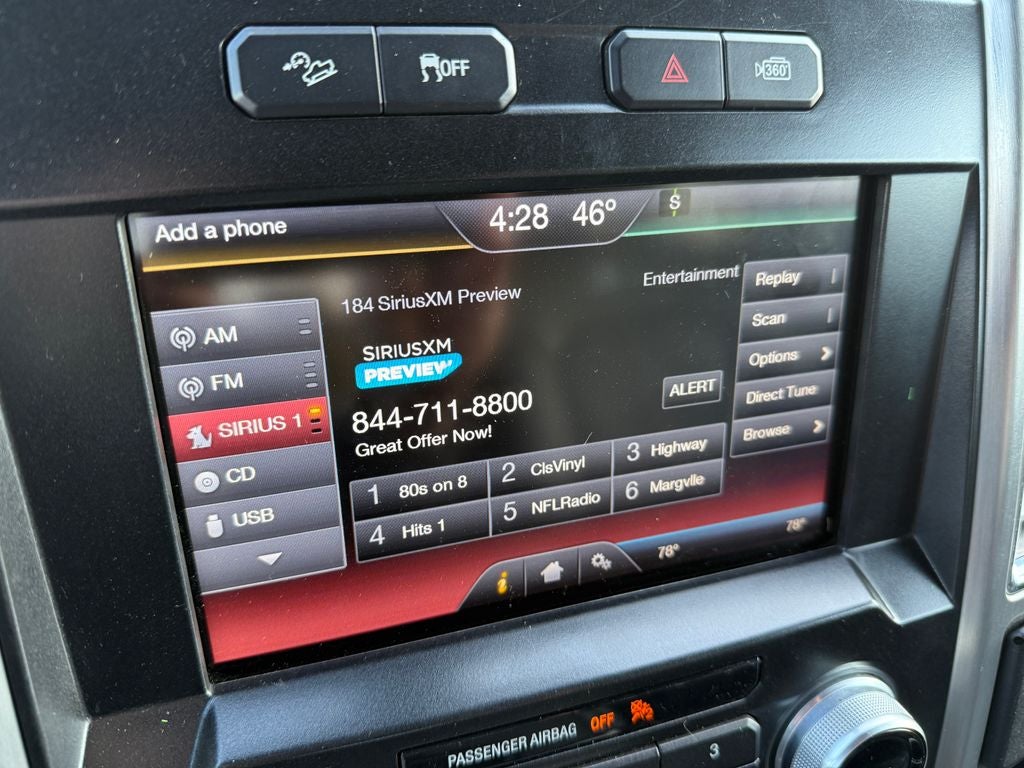 OFF
360°
Add a phone
4:28 46°
S
184 SiriusXM Preview
Entertainment
Replay
Scan
Options
Direct Tune
Browse
AM
FM
SIRIUS 1
CD
USB
SIRIUSXM
PREVIEW
844-711-8800
Great Offer Now!
ALERT
1 80s on 8
2 ClsVinyl
3 Highway
4 Hits 1
5 NFLRadio
6 Margvlle
i
78°
78°
PASSENGER AIRBAG OFF
3